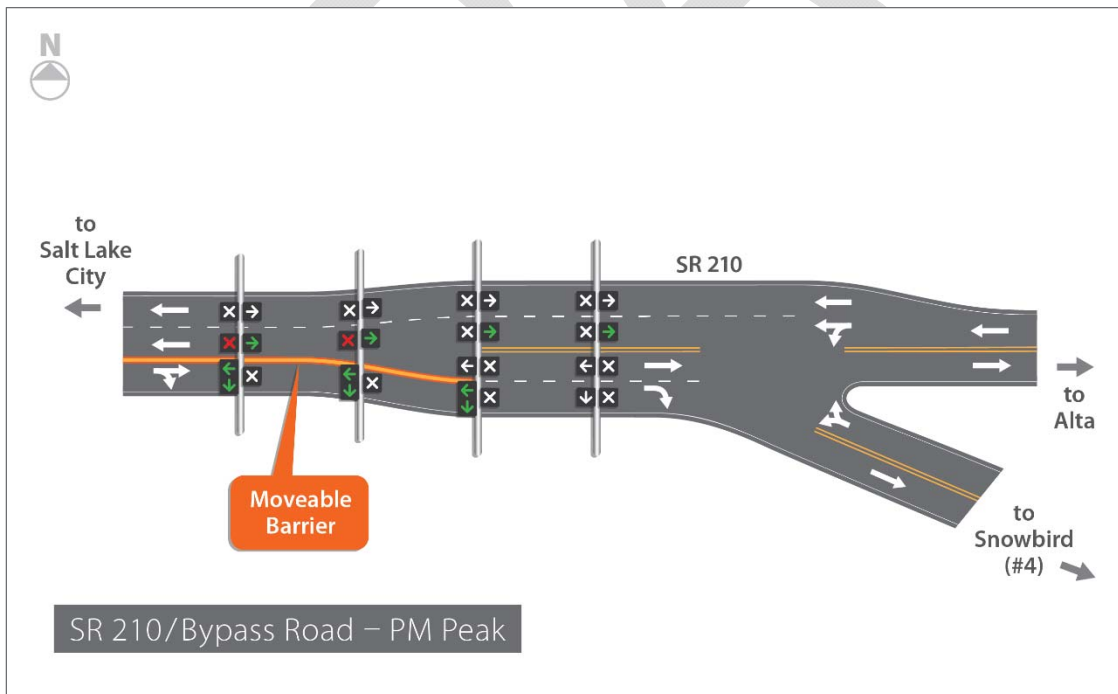 N
to
Salt Lake
City
SR 210
to
Alta
Moveable
Barrier
to
Snowbird
(#4)
SR 210/Bypass Road – PM Peak